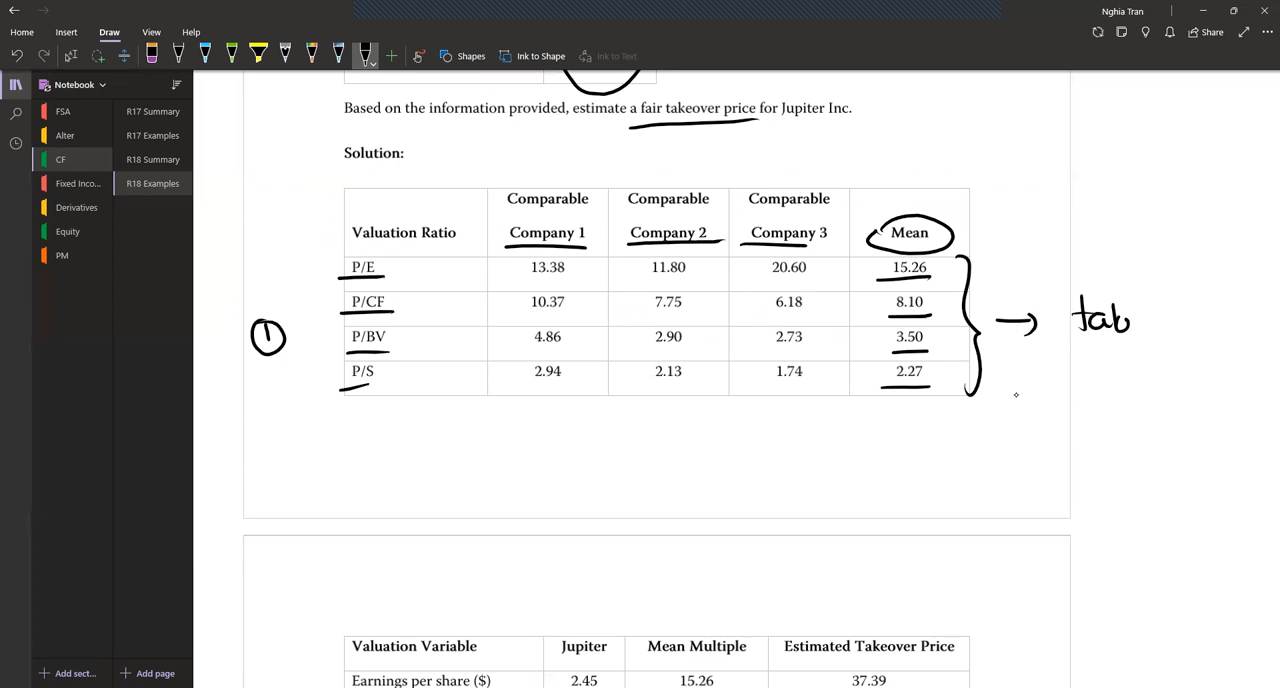 Nghia Tran
Home Insert Draw View Help
Share
Shapes Ink to Shape Ink to Text
Notebook
FSA
Alter
CF
Fixed Inco...
Derivatives
Equity
PM
R17 Summary
R17 Examples
R18 Summary
R18 Examples
Add sect... Add page
Based on the information provided, estimate a fair takeover price for Jupiter Inc.
Solution:
Valuation Ratio Comparable Company 1 Comparable Company 2 Comparable Company 3 Mean
P/E 13.38 11.80 20.60 15.26
P/CF 10.37 7.75 6.18 8.10
P/BV 4.86 2.90 2.73 3.50
P/S 2.94 2.13 1.74 2.27
1
tab
Valuation Variable Jupiter Mean Multiple Estimated Takeover Price
Earnings per share ($) 2.45 15.26 37.39